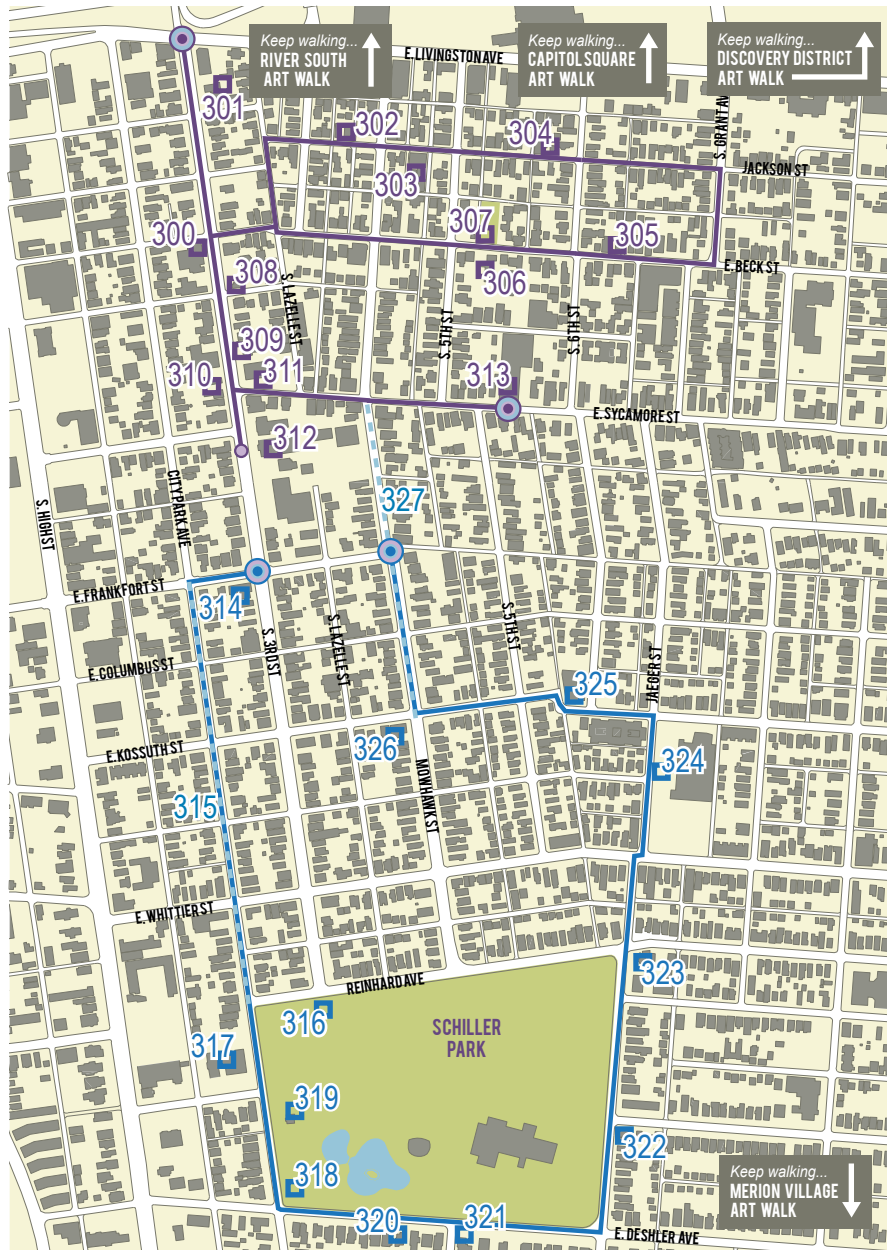 Keep walking...
RIVER SOUTH
ART WALK
Keep walking...
CAPITOL SQUARE
ART WALK
Keep walking...
DISCOVERY DISTRICT
ART WALK
E. LIVINGSTON AVE
301
302
304
S. GRANT AV
JACKSON ST
303
307
300
305
E. BECK ST
308
306
S. LAZELLE ST
S. 5TH ST
S. 6TH ST
309
310
311
313
E. SYCAMORE ST
312
S. HIGH ST
CITY PARK AVE
327
E. FRANKFORT ST
314
S. 3RD ST
S. LAZELLE ST
S. 5TH ST
JAEGER ST
E. COLUMBUS ST
325
E. KOSSUTH ST
326
324
MOWHAWK ST
315
E. WHITTIER ST
REINHARD AVE
323
316
SCHILLER
PARK
317
319
322
318
Keep walking...
MERION VILLAGE
ART WALK
320
321
E. DESHLER AVE